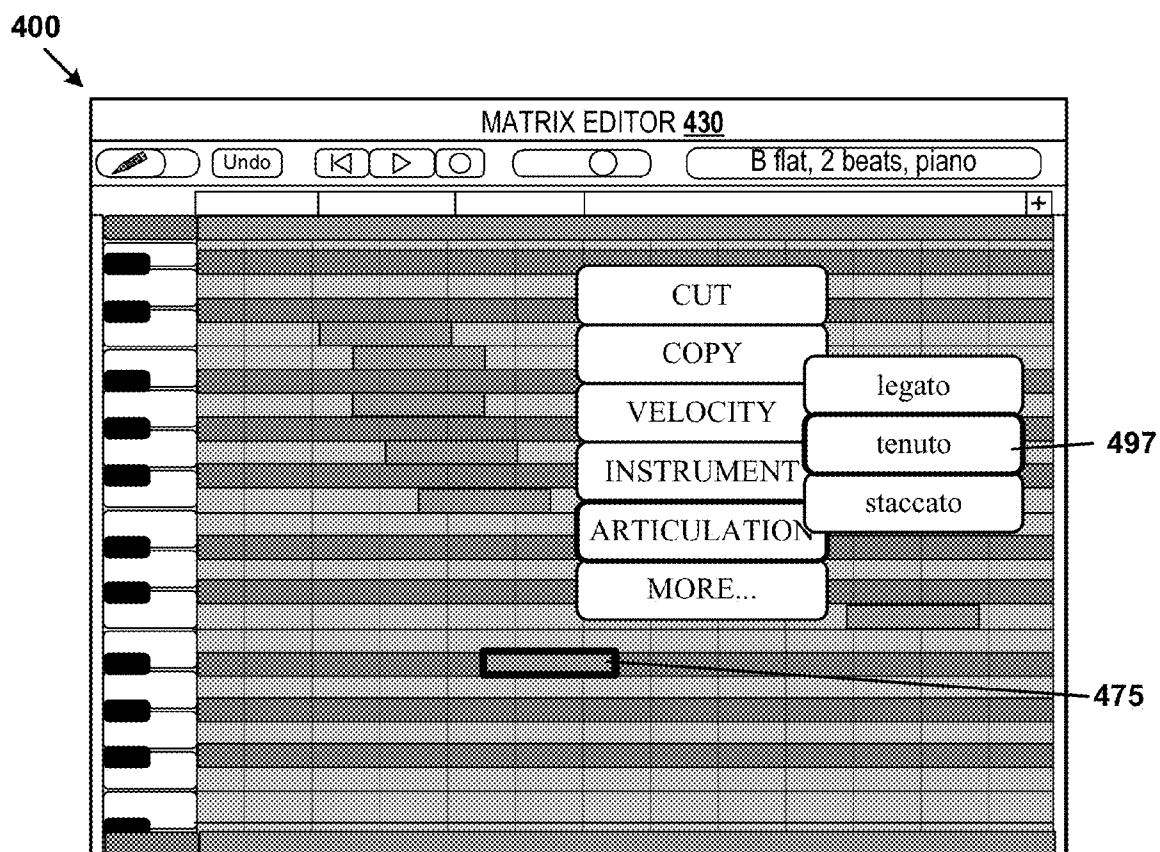 400
MATRIX EDITOR 430
Undo
B flat, 2 beats, piano
+
CUT
COPY
VELOCITY
INSTRUMENT
ARTICULATION
MORE...
legato
tenuto
staccato
497
475